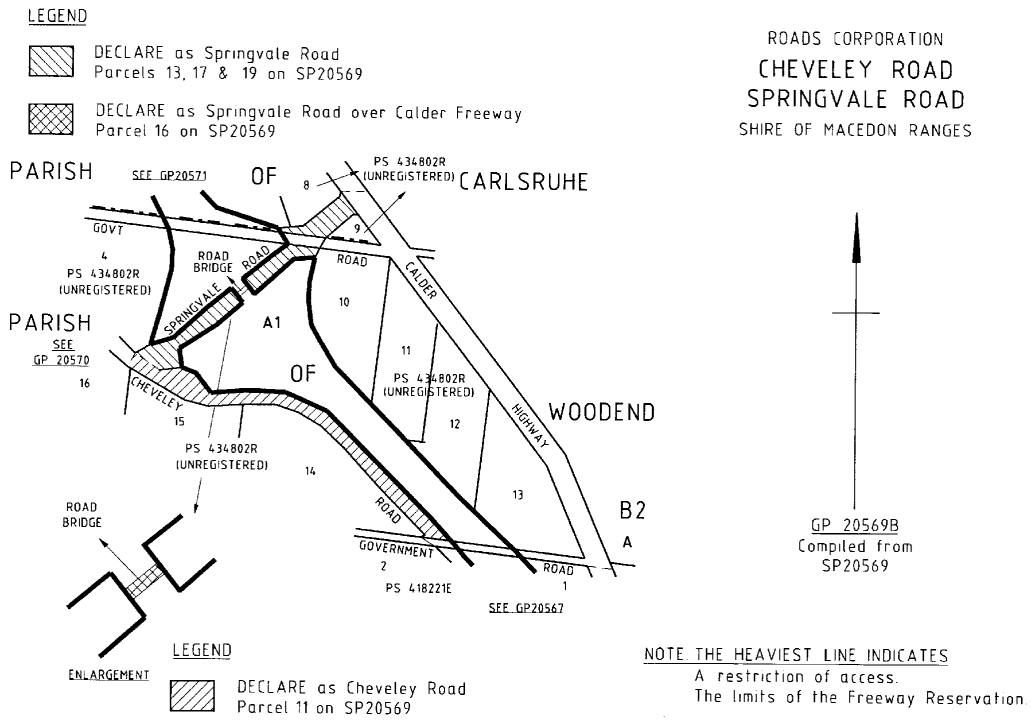 LEGEND
DECLARE as Springvale Road
Parcels 13, 17 & 19 on SP20569
DECLARE as Springvale Road over Calder Freeway
Parcel 16 on SP20569
ROADS CORPORATION
CHEVELEY ROAD
SPRINGVALE ROAD
SHIRE OF MACEDON RANGES
PARISH
SEE GP20571
OF
8
PS 434802R
(UNREGISTERED)
CARLSRUHE
GOVT
ROAD
9
4
PS 434802R
(UNREGISTERED)
ROAD
BRIDGE
ROAD
SPRINGVALE
CALDER
10
A1
PARISH
SEE
GP 20570
16
OF
11
PS 434802R
(UNREGISTERED)
12
HIGHWAY
WOODEND
CHEVELEY
15
PS 434802R
(UNREGISTERED)
14
13
ROAD
B2
A
ROAD
BRIDGE
GOVERNMENT
ROAD
2
1
PS 418221E
SEE GP20567
GP 20569B
Compiled from
SP20569
ENLARGEMENT
LEGEND
DECLARE as Cheveley Road
Parcel 11 on SP20569
NOTE. THE HEAVIEST LINE INDICATES
A restriction of access.
The limits of the Freeway Reservation.